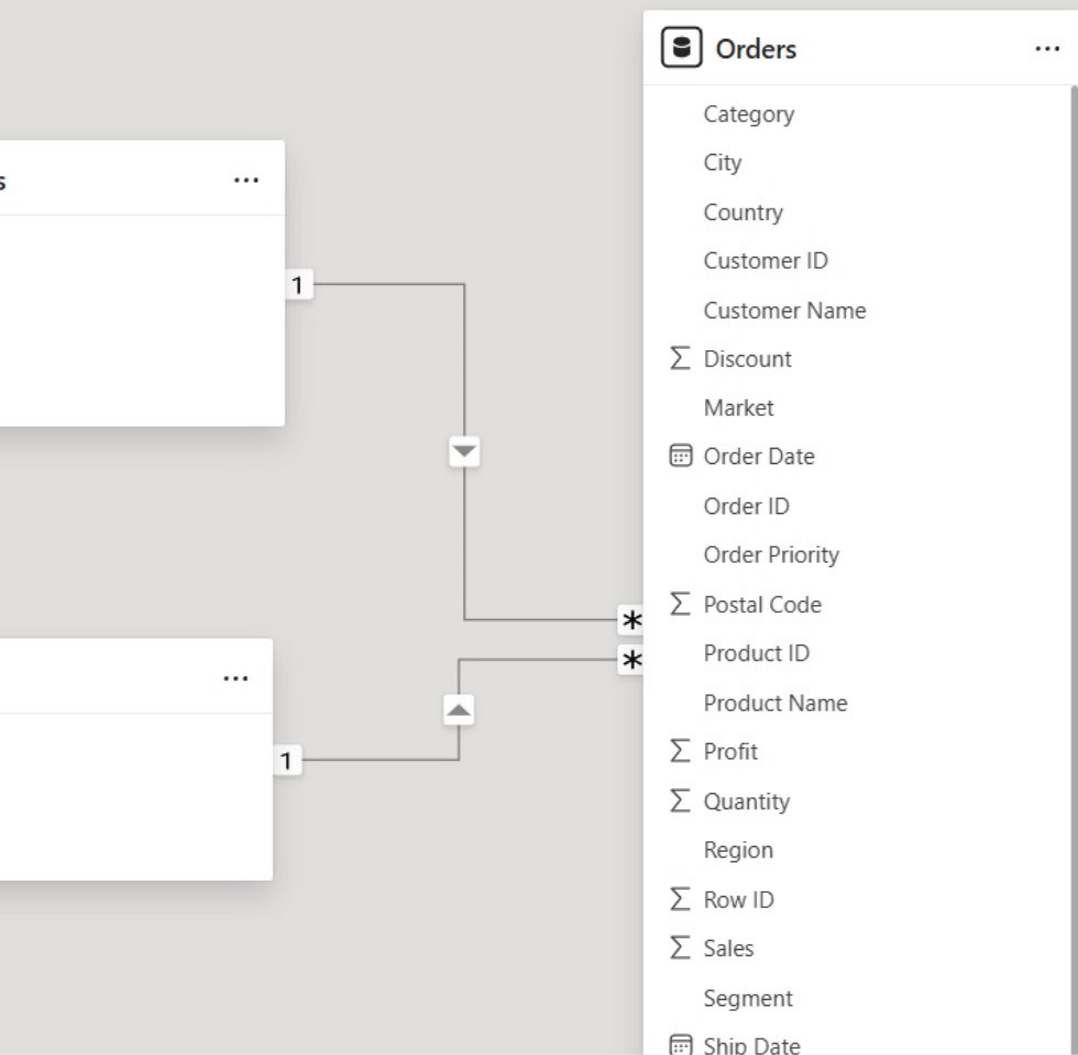 Orders ...
Category
City
Country
Customer ID
Customer Name
Σ Discount
Market
Order Date
Order ID
Order Priority
Σ Postal Code
Product ID
Product Name
Σ Profit
Σ Quantity
Region
Σ Row ID
Σ Sales
Segment
Ship Date
s ...
1
*
*
...
1